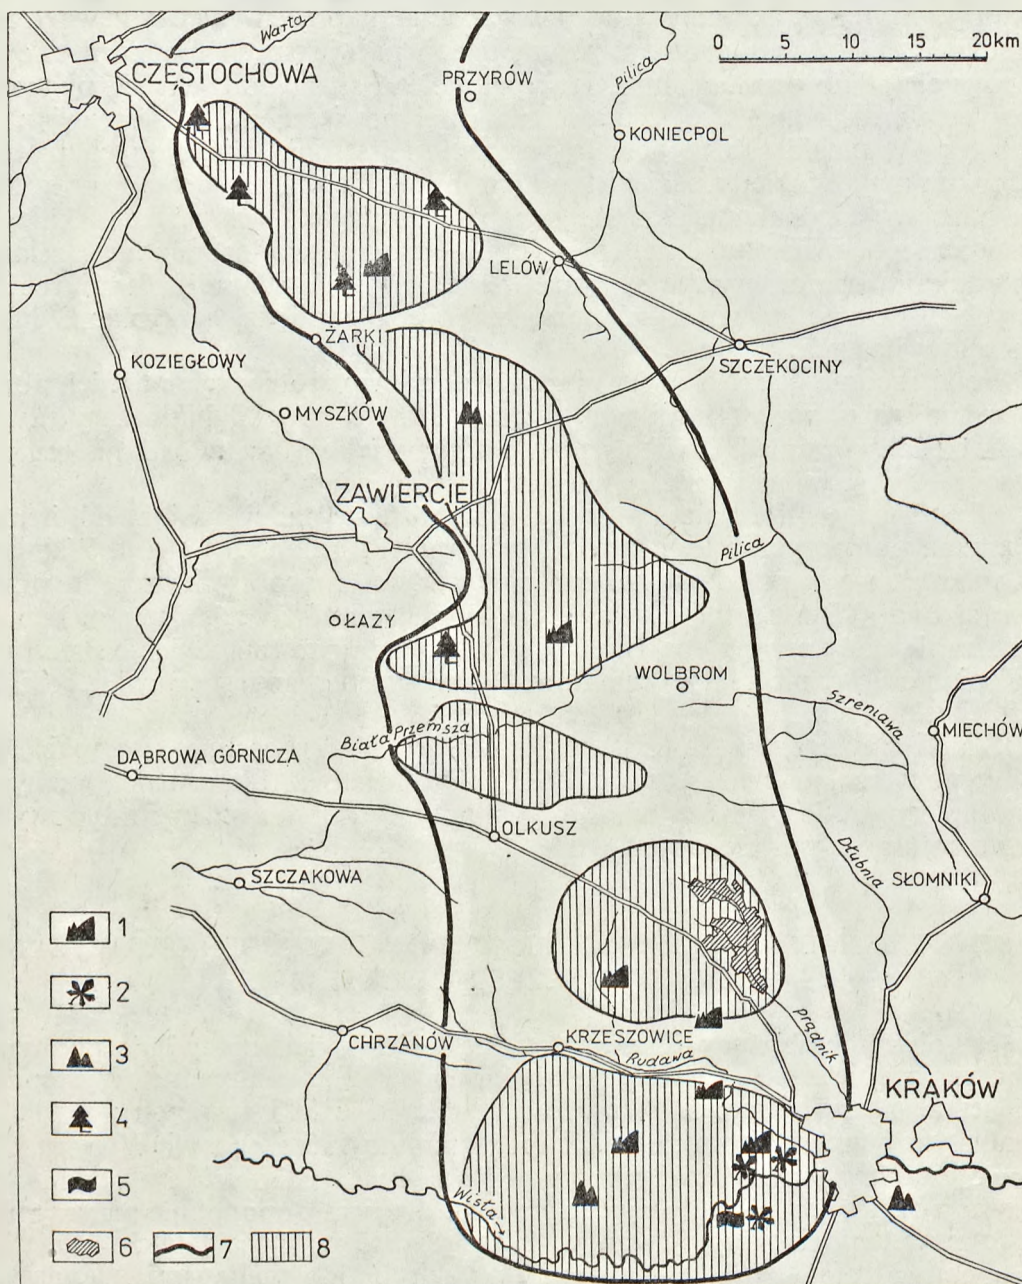 Warta
0 5 10 15 20km
CZĘSTOCHOWA
PRZYRÓW
Pilica
KONIECPOL
LELÓW
ŻARKI
KOZIEGŁOWY
SZCZEKOCINY
MYSZKÓW
ZAWIERCIE
Pilica
ŁAZY
WOLBROM
Szreniawa
MIECHÓW
Biała Przemsza
DĄBROWA GÓRNICZA
OLKUSZ
Dłubnia
SŁOMNIKI
SZCZAKOWA
1
2
3
4
5
6
7
8
CHRZANÓW
KRZESZOWICE
Rudawa
Prądnik
KRAKÓW
Wisła